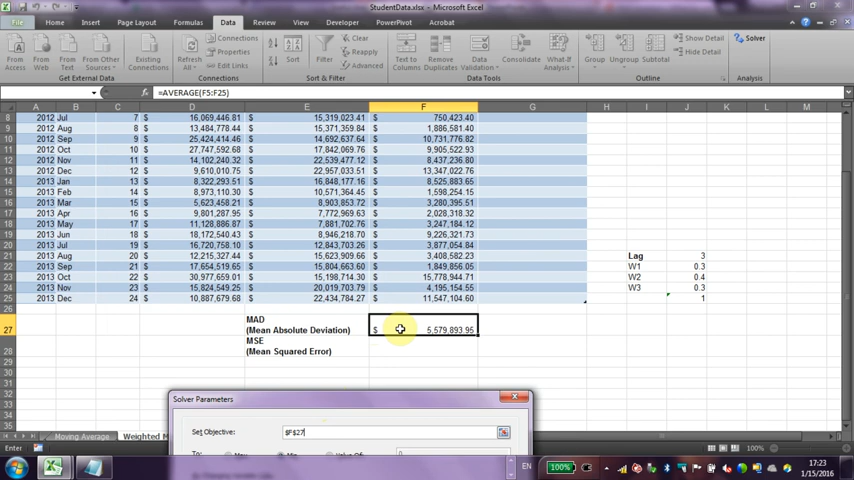 StudentData.xlsx - Microsoft Excel
File Home Insert Page Layout Formulas Data Review View Developer PowerPivot Acrobat
From Access From Web From Text From Other Sources Existing Connections Refresh All Connections Properties Edit Links Sort Filter Clear Reapply Advanced Text to Columns Remove Duplicates Data Validation Consolidate What-If Analysis Group Ungroup Subtotal Show Detail Hide Detail Solver
Get External Data Connections Sort & Filter Data Tools Outline Analysis
=AVERAGE(F5:F25)
A B C D E F G H I J K L M
8 2012 Jul 7 $ 16,069,446.81 $ 15,319,023.41 $ 750,423.40
9 2012 Aug 8 $ 13,484,778.44 $ 15,371,359.84 $ 1,886,581.40
10 2012 Sep 9 $ 25,424,414.46 $ 14,692,637.64 $ 10,731,776.82
11 2012 Oct 10 $ 27,747,592.68 $ 17,842,069.76 $ 9,905,522.93
12 2012 Nov 11 $ 14,102,240.32 $ 22,539,477.12 $ 8,437,236.80
13 2012 Dec 12 $ 9,610,010.75 $ 22,957,033.51 $ 13,347,022.76
14 2013 Jan 13 $ 8,322,293.51 $ 16,848,177.16 $ 8,525,883.65
15 2013 Feb 14 $ 8,973,110.30 $ 10,571,364.45 $ 1,598,254.15
16 2013 Mar 15 $ 5,623,458.21 $ 8,903,853.72 $ 3,280,395.51
17 2013 Apr 16 $ 9,801,287.95 $ 7,772,969.63 $ 2,028,318.32
18 2013 May 17 $ 11,128,886.87 $ 7,881,702.76 $ 3,247,184.12
19 2013 Jun 18 $ 18,172,540.43 $ 8,946,218.70 $ 9,226,321.73
20 2013 Jul 19 $ 16,720,758.10 $ 12,843,703.26 $ 3,877,054.84
21 2013 Aug 20 $ 12,215,327.44 $ 15,623,909.66 $ 3,408,582.23 Lag 3
22 2013 Sep 21 $ 17,654,519.65 $ 15,804,663.60 $ 1,849,856.05 W1 0.3
23 2013 Oct 22 $ 30,977,659.01 $ 15,198,714.30 $ 15,778,944.71 W2 0.4
24 2013 Nov 23 $ 15,824,549.25 $ 20,019,703.79 $ 4,195,154.55 W3 0.3
25 2013 Dec 24 $ 10,887,679.68 $ 22,434,784.27 $ 11,547,104.60 1
26
MAD
27 (Mean Absolute Deviation) $ 5,579,893.95
MSE
28 (Mean Squared Error)
29
30
31
32
33 Solver Parameters
34
35 Set Objective: $F$27
Moving Average Weighted M
To: Max Min Value Of: 0
Enter 100%
EN 100% 17:23
1/15/2016